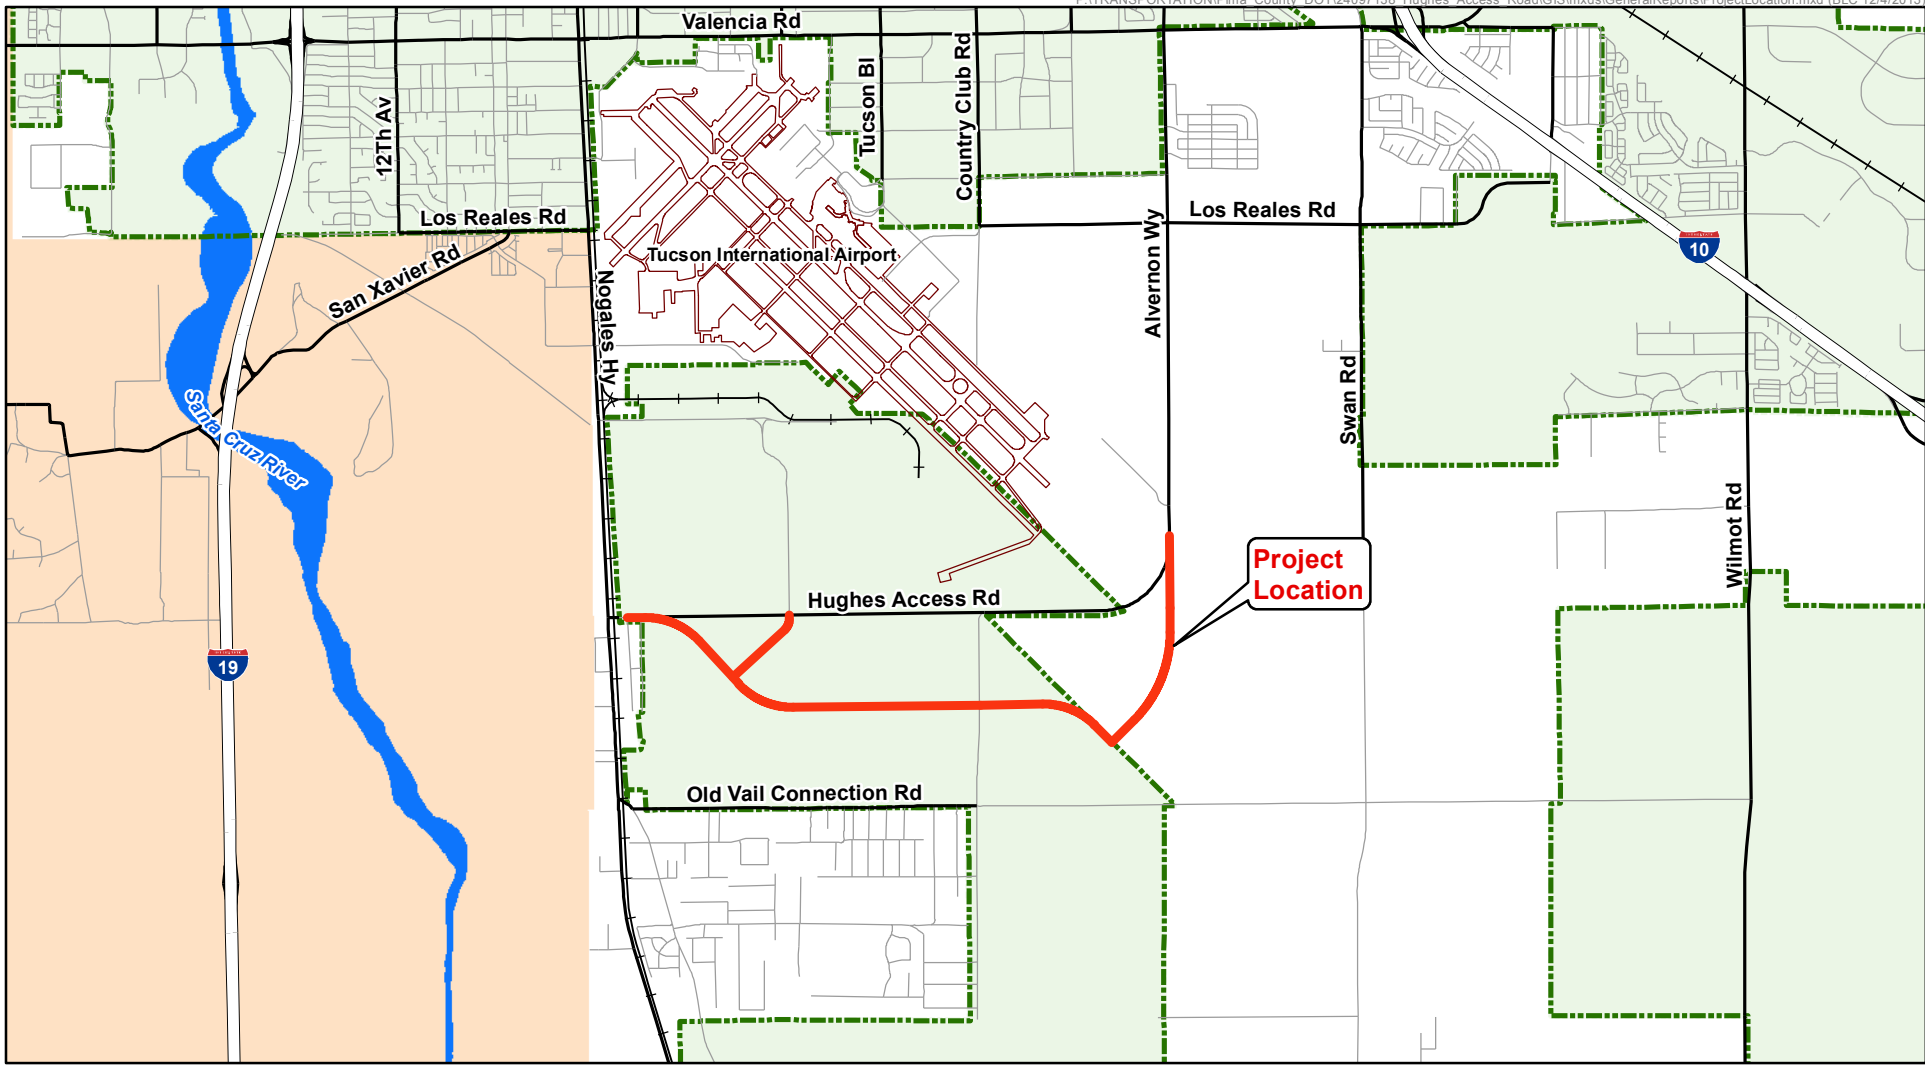 Valencia Rd
Tucson Bl
Country Club Rd
12Th Av
Los Reales Rd
Los Reales Rd
San Xavier Rd
Tucson International Airport
Nogales Hy
Alvernon Wy
10
Swan Rd
Santa Cruz River
Wilmot Rd
Project
Location
Hughes Access Rd
19
Old Vail Connection Rd